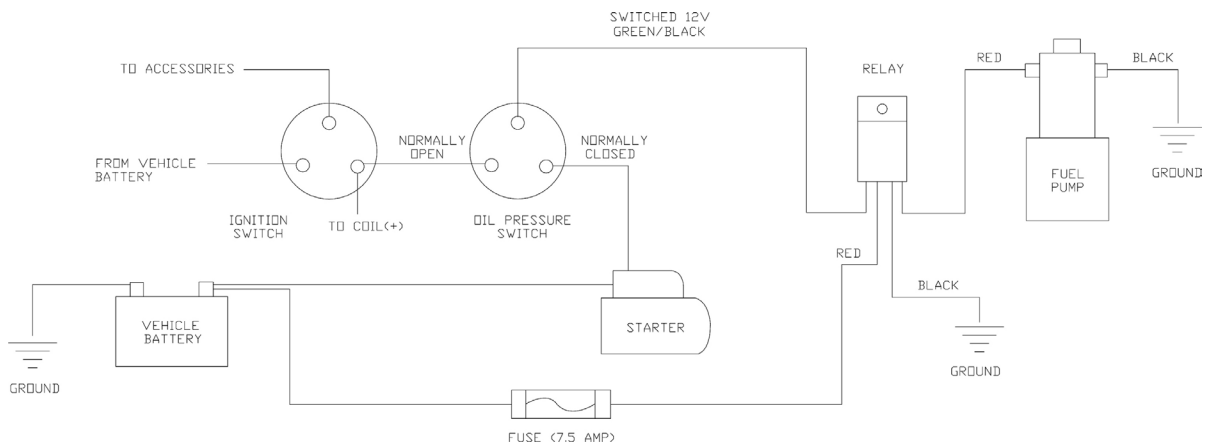 SWITCHED 12V
GREEN/BLACK
TO ACCESSORIES
RELAY
RED
BLACK
NORMALLY
OPEN
NORMALLY
CLOSED
FROM VEHICLE
BATTERY
FUEL
PUMP
GROUND
IGNITION
SWITCH
TO COIL(+)
OIL PRESSURE
SWITCH
RED
BLACK
VEHICLE
BATTERY
STARTER
GROUND
GROUND
FUSE (7.5 AMP)